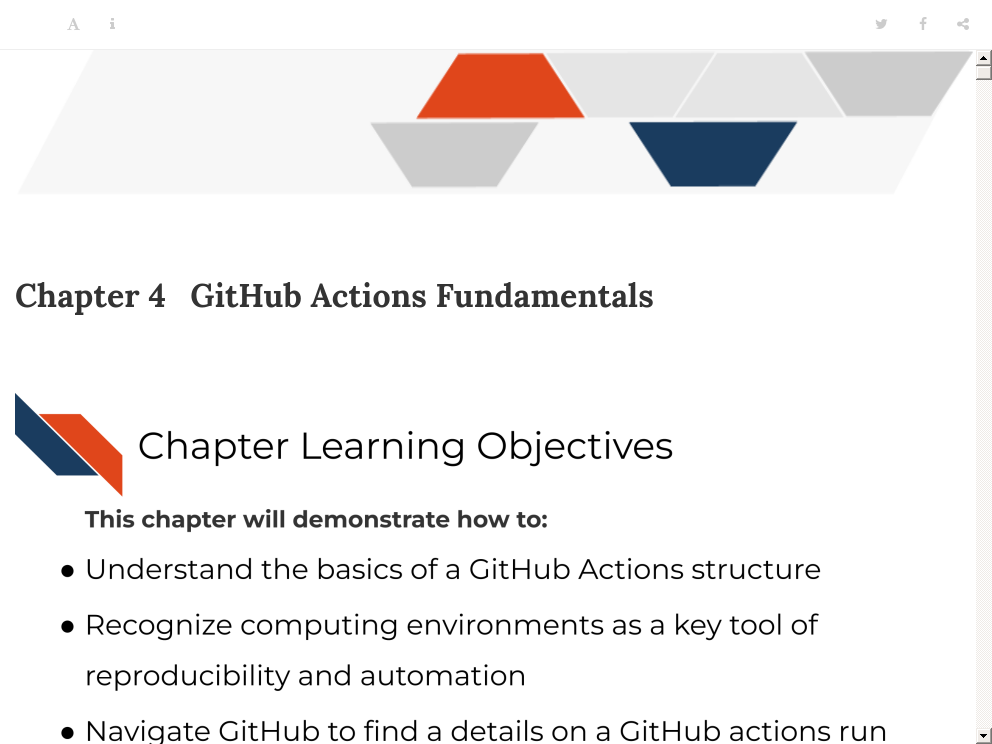 A i
Chapter 4 GitHub Actions Fundamentals
Chapter Learning Objectives
This chapter will demonstrate how to:
● Understand the basics of a GitHub Actions structure
● Recognize computing environments as a key tool of
reproducibility and automation
● Navigate GitHub to find a details on a GitHub actions run